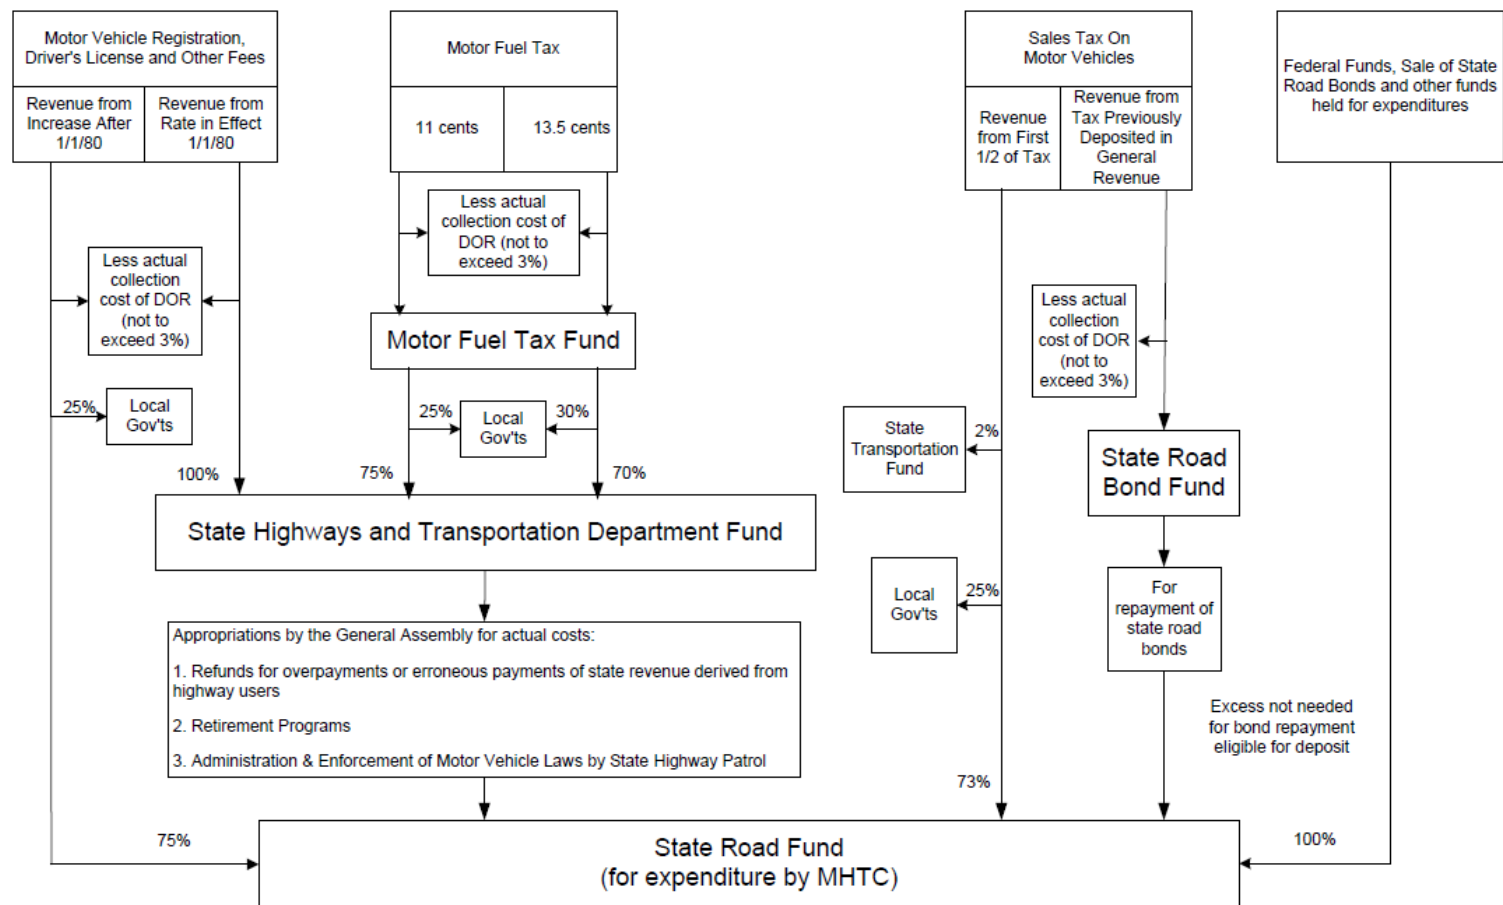 Motor Vehicle Registration,
Driver's License and Other Fees
Revenue from
Increase After
1/1/80
Revenue from
Rate in Effect
1/1/80
Motor Fuel Tax
11 cents
13.5 cents
Sales Tax On
Motor Vehicles
Revenue
from First
1/2 of Tax
Revenue from
Tax Previously
Deposited in
General
Revenue
Federal Funds, Sale of State
Road Bonds and other funds
held for expenditures
Less actual
collection cost of
DOR (not to
exceed 3%)
Less actual
collection
cost of DOR
(not to
exceed 3%)
Less actual
collection
cost of DOR
(not to
exceed 3%)
Motor Fuel Tax Fund
25%
Local
Gov'ts
25%
Local
Gov'ts
30%
State
Transportation
Fund
2%
State Road
Bond Fund
100%
75%
70%
State Highways and Transportation Department Fund
Local
Gov'ts
25%
For
repayment of
state road
bonds
Appropriations by the General Assembly for actual costs:
1. Refunds for overpayments or erroneous payments of state revenue derived from
highway users
2. Retirement Programs
3. Administration & Enforcement of Motor Vehicle Laws by State Highway Patrol
Excess not needed
for bond repayment
eligible for deposit
73%
75%
100%
State Road Fund
(for expenditure by MHTC)